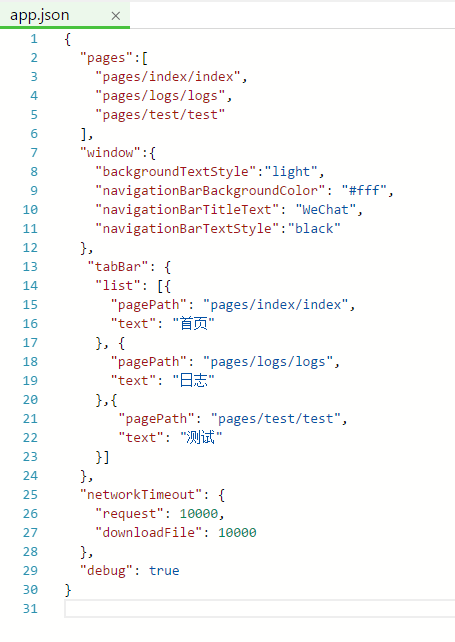 app.json ×
1 {
2   "pages":[
3     "pages/index/index",
4     "pages/logs/logs",
5     "pages/test/test"
6   ],
7   "window":{
8     "backgroundTextStyle":"light",
9     "navigationBarBackgroundColor": "#fff",
10     "navigationBarTitleText": "WeChat",
11     "navigationBarTextStyle":"black"
12   },
13    "tabBar": {
14     "list": [{
15       "pagePath": "pages/index/index",
16       "text": "首页"
17     }, {
18       "pagePath": "pages/logs/logs",
19       "text": "日志"
20     },{
21        "pagePath": "pages/test/test",
22        "text": "测试"
23     }]
24   },
25   "networkTimeout": {
26     "request": 10000,
27     "downloadFile": 10000
28   },
29   "debug": true
30 }
31